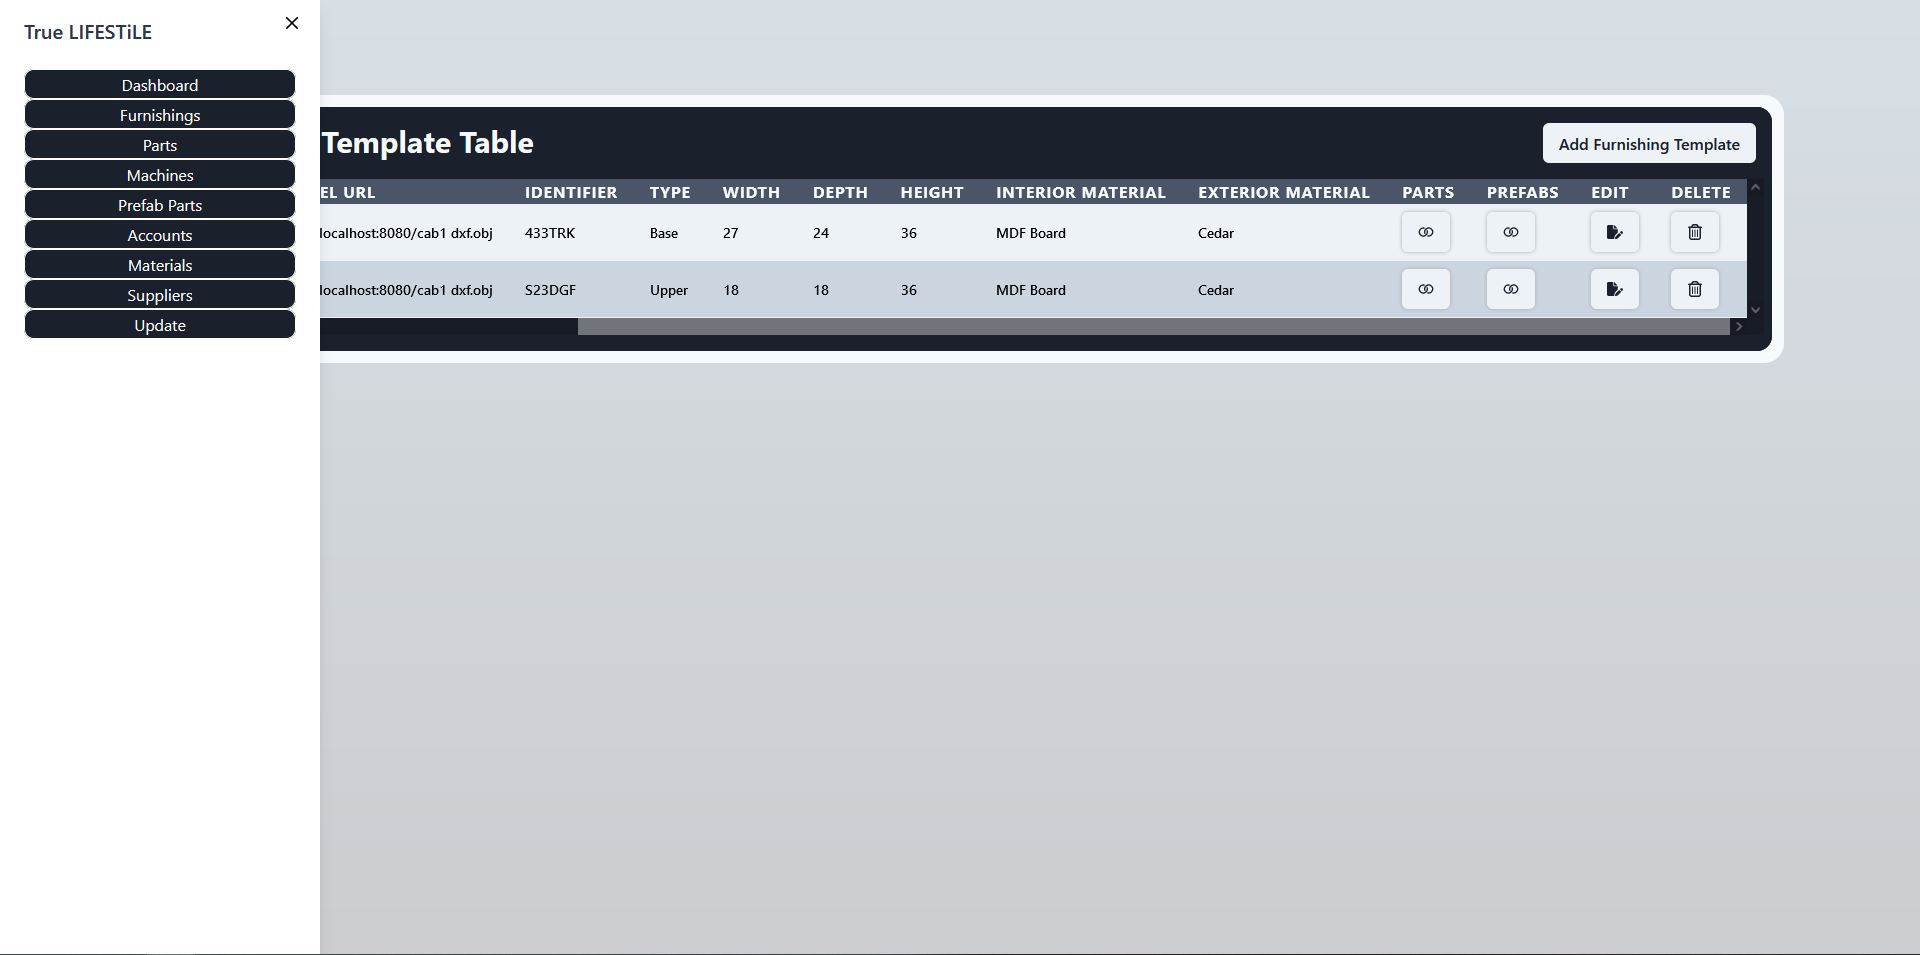 True LIFESTiLE
Dashboard
Furnishings
Parts
Machines
Prefab Parts
Accounts
Materials
Suppliers
Update
Template Table
Add Furnishing Template
EL URL IDENTIFIER TYPE WIDTH DEPTH HEIGHT INTERIOR MATERIAL EXTERIOR MATERIAL PARTS PREFABS EDIT DELETE
localhost:8080/cab1 dxf.obj 433TRK Base 27 24 36 MDF Board Cedar
localhost:8080/cab1 dxf.obj S23DGF Upper 18 18 36 MDF Board Cedar